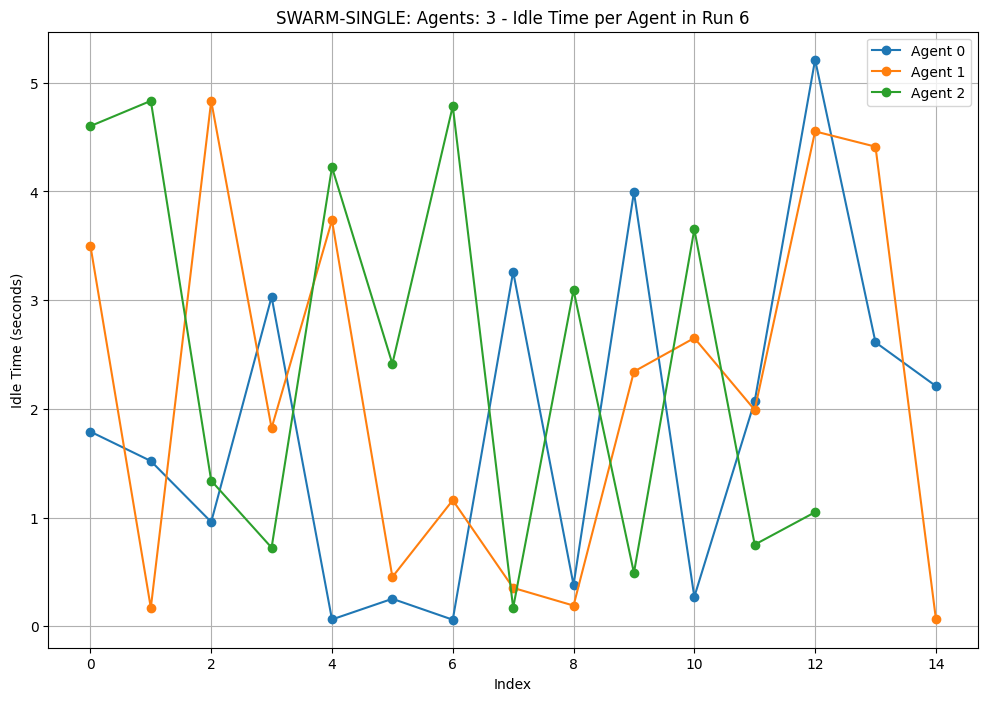 SWARM-SINGLE: Agents: 3 - Idle Time per Agent in Run 6
Agent 0
Agent 1
Agent 2
Idle Time (seconds)
5
4
3
2
1
0
0 2 4 6 8 10 12 14
Index